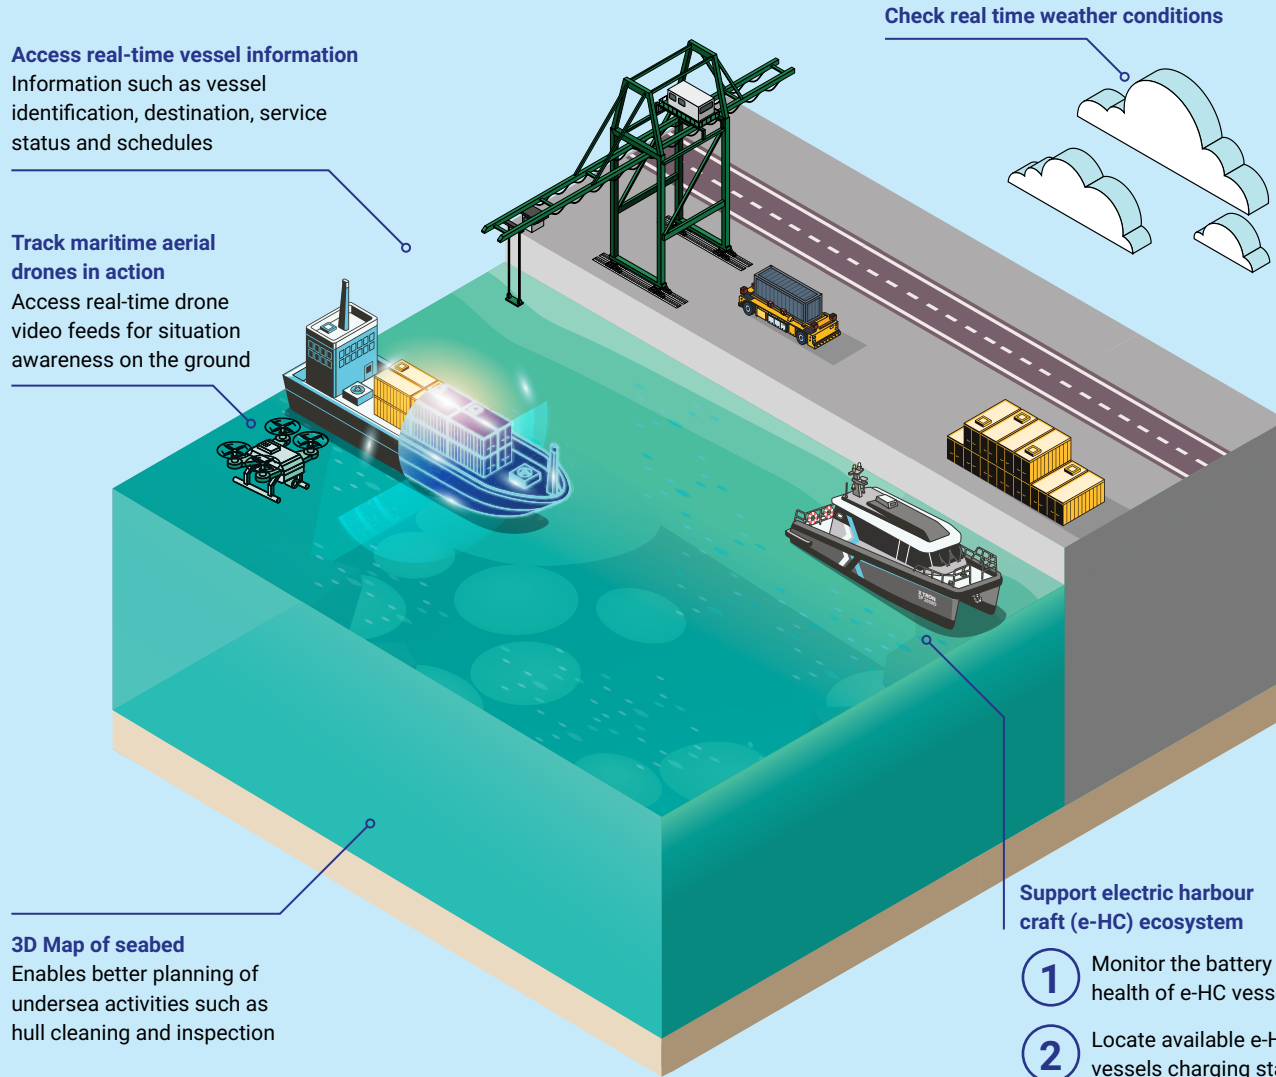 Check real time weather conditions
Access real-time vessel information
Information such as vessel
identification, destination, service
status and schedules
Track maritime aerial
drones in action
Access real-time drone
video feeds for situation
awareness on the ground
3D Map of seabed
Enables better planning of
undersea activities such as
hull cleaning and inspection
Support electric harbour
craft (e-HC) ecosystem
1
Monitor the battery
health of e-HC vess
2
Locate available e-H
vessels charging sta